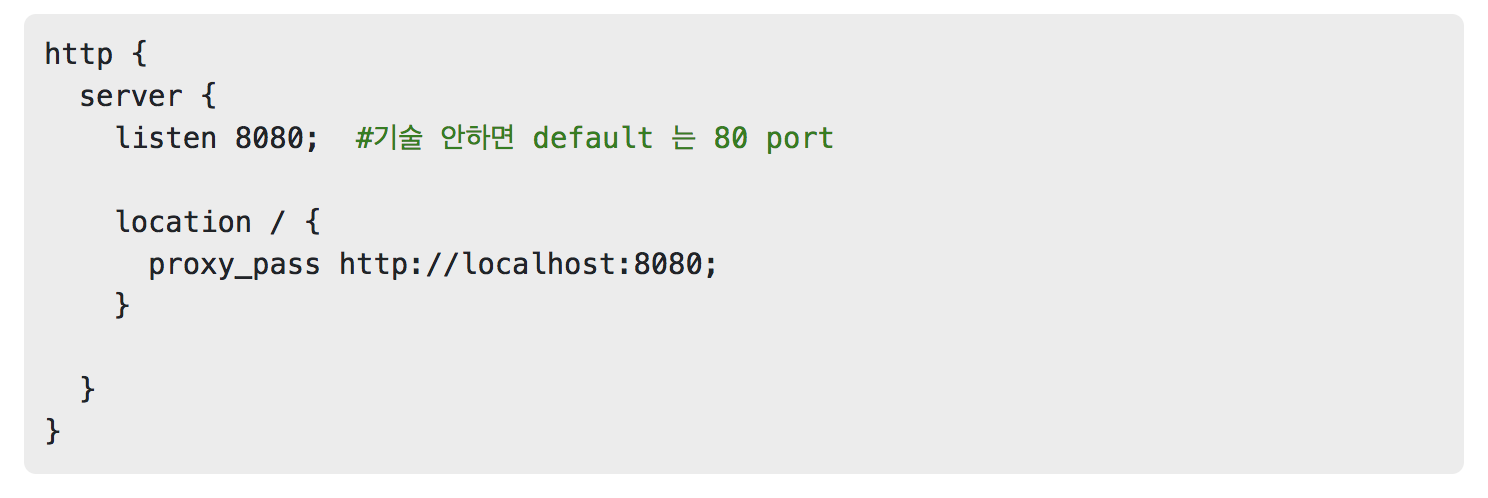 http {
server {
listen 8080;  #기술 안하면 default 는 80 port
location / {
proxy_pass http://localhost:8080;
}
}
}